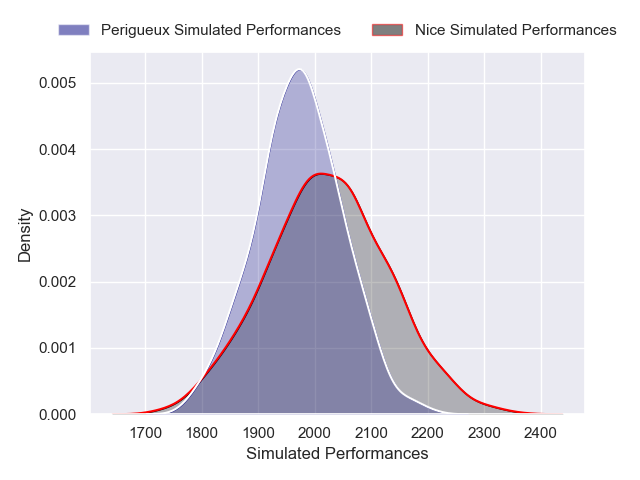 Perigueux Simulated Performances Nice Simulated Performances
0.005
0.004
0.003
0.002
0.001
0.000
Density
1700 1800 1900 2000 2100 2200 2300 2400
Simulated Performances